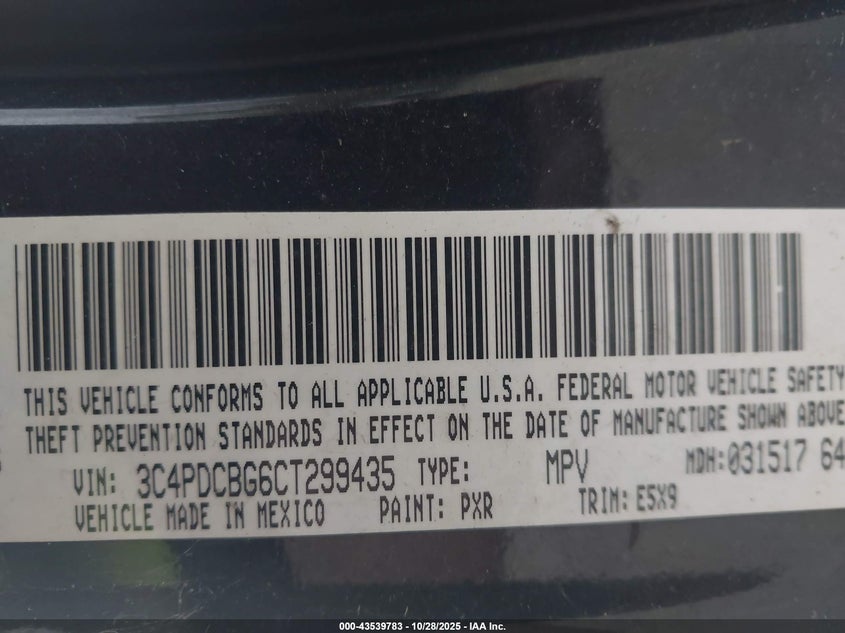 THIS VEHICLE CONFORMS TO ALL APPLICABLE U.S.A. FEDERAL MOTOR VEHICLE SAFETY
THEFT PREVENTION STANDARDS IN EFFECT ON THE DATE OF MANUFACTURE SHOWN ABOVE
VIN: 3C4PDCBG6CT299435 TYPE: MPV MDH: 031517 64
VEHICLE MADE IN MEXICO PAINT: PXR TRIM: E5X9
000-43539783 - 10/28/2025 - IAA Inc.